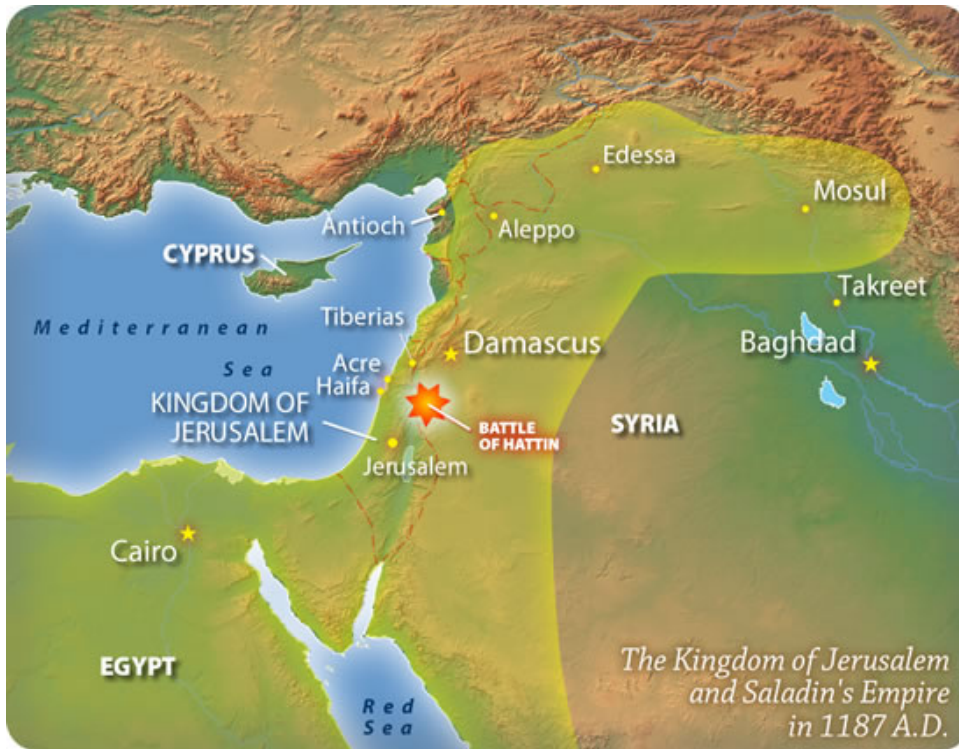 Edessa
Mosul
Antioch
Aleppo
CYPRUS
Takreet
Mediterranean
Sea
Tiberias
Damascus
Baghdad
Acre
Haifa
KINGDOM OF
JERUSALEM
BATTLE
OF HATTIN
SYRIA
Jerusalem
Cairo
EGYPT
The Kingdom of Jerusalem
and Saladin's Empire
in 1187 A.D.
Red
Sea